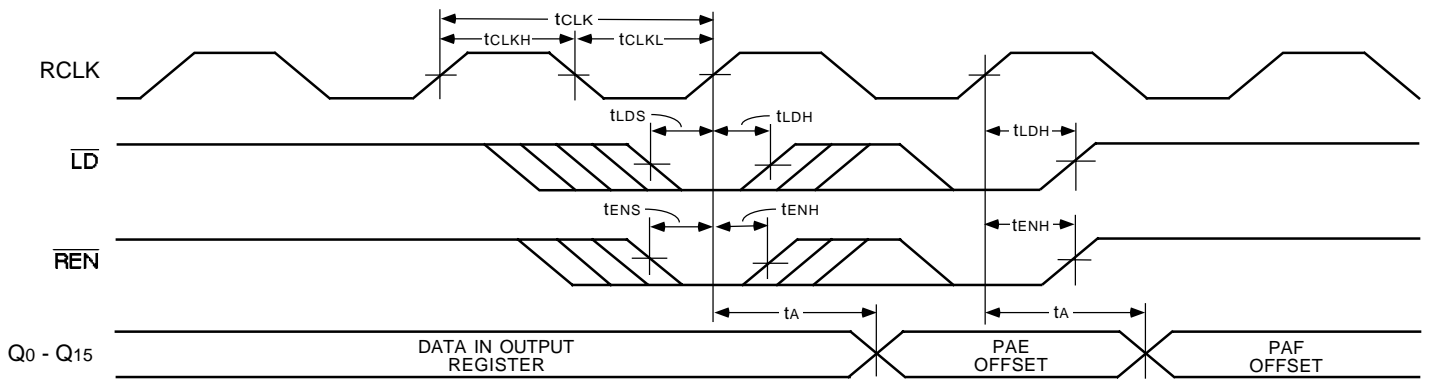 tCLK
tCLKH
tCLKL
RCLK
tLDS
tLDH
tLDH
LD
tENS
tENH
tENH
REN
tA
tA
Q0 - Q15
DATA IN OUTPUT
REGISTER
PAE
OFFSET
PAF
OFFSET